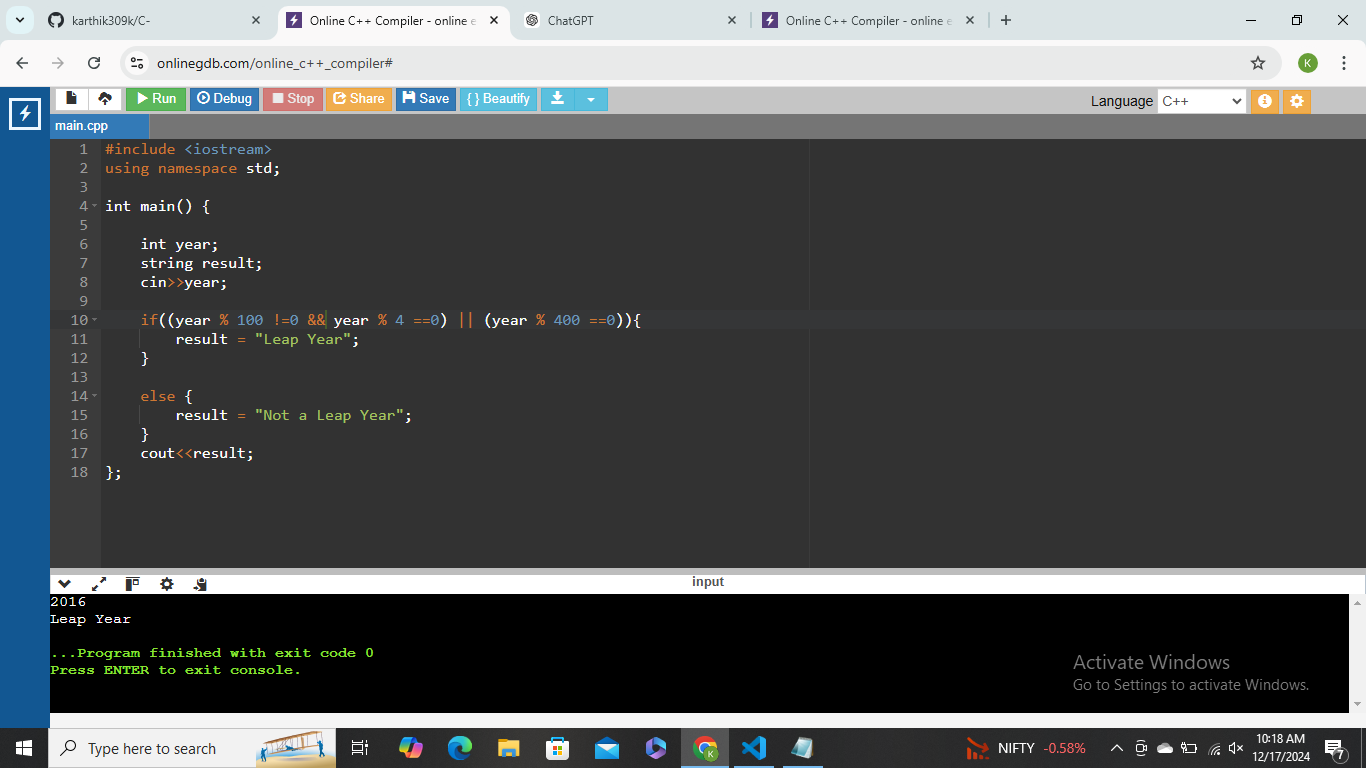 karthik309k/C-
Online C++ Compiler - online e
ChatGPT
Online C++ Compiler - online e
onlinegdb.com/online_c++_compiler#
K
Run
Debug
Stop
Share
Save
{ } Beautify
Language C++
main.cpp
1 #include <iostream>
2 using namespace std;
3
4 int main() {
5
6 int year;
7 string result;
8 cin>>year;
9
10 if((year % 100 !=0 && year % 4 ==0) || (year % 400 ==0)){
11 result = "Leap Year";
12 }
13
14 else {
15 result = "Not a Leap Year";
16 }
17 cout<<result;
18 };
input
2016
Leap Year
...Program finished with exit code 0
Press ENTER to exit console.
Activate Windows
Go to Settings to activate Windows.
Type here to search
K
NIFTY -0.58%
10:18 AM
12/17/2024
7